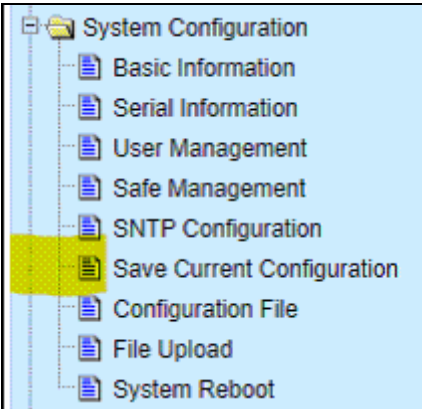 System Configuration
Basic Information
Serial Information
User Management
Safe Management
SNTP Configuration
Save Current Configuration
Configuration File
File Upload
System Reboot